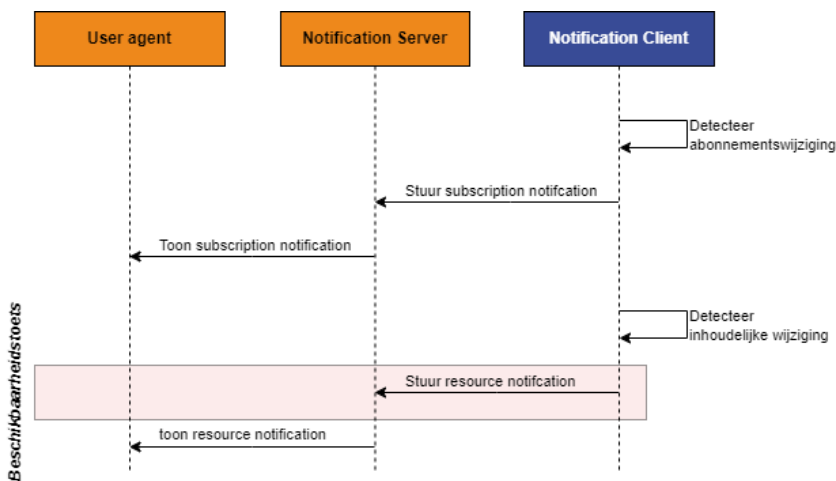 User agent
Notification Server
Notification Client
Detecteer
abonnementswijziging
Stuur subscription notifcation
Toon subscription notification
Detecteer
inhoudelijke wijziging
Beschikbaarheidstoets
Stuur resource notifcation
toon resource notification